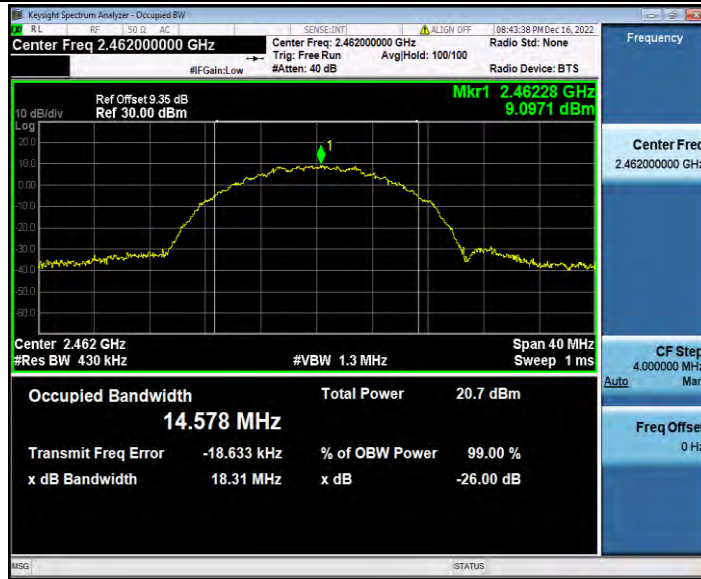 Keysight Spectrum Analyzer - Occupied BW
RL RF 50 Ω AC SENSE:INT ALIGN OFF 08:43:38 PM Dec 16, 2022
Center Freq 2.462000000 GHz
Center Freq: 2.462000000 GHz
Radio Std: None
Trig: Free Run Avg|Hold: 100/100
#IFGain:Low
#Atten: 40 dB
Radio Device: BTS
Frequency
Mkr1 2.46228 GHz
9.0971 dBm
Ref Offset 9.35 dB
10 dB/div Ref 30.00 dBm
Log
20.0
10.0
0.00
-10.0
-20.0
-30.0
-40.0
-50.0
-60.0
1
Center Freq
2.462000000 GHz
Center 2.462 GHz
Span 40 MHz
#Res BW 430 kHz
#VBW 1.3 MHz
Sweep 1 ms
CF Step
4.000000 MHz
Auto Man
Occupied Bandwidth
14.578 MHz
Total Power 20.7 dBm
Transmit Freq Error -18.633 kHz
% of OBW Power 99.00 %
x dB Bandwidth 18.31 MHz
x dB -26.00 dB
Freq Offset
0 Hz
MSG
STATUS